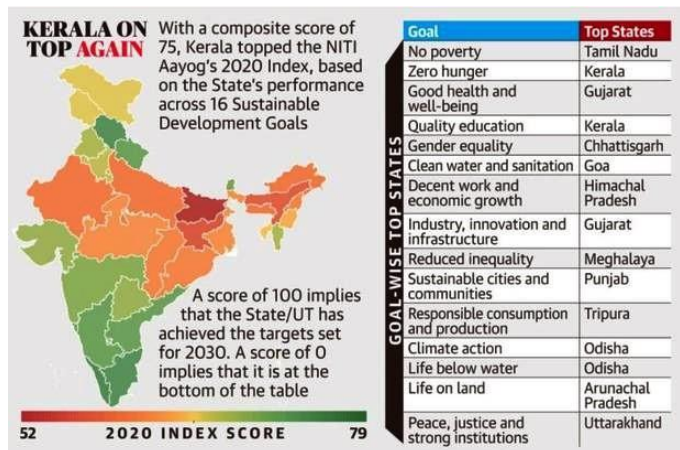 KERALA ON
TOP AGAIN
With a composite score of
75, Kerala topped the NITI
Aayog's 2020 Index, based
on the State's performance
across 16 Sustainable
Development Goals
A score of 100 implies
that the State/UT has
achieved the targets set
for 2030. A score of 0
implies that it is at the
bottom of the table
52 2020 INDEX SCORE 79
GOAL-WISE TOP STATES
Goal Top States
No poverty Tamil Nadu
Zero hunger Kerala
Good health and Gujarat
well-being
Quality education Kerala
Gender equality Chhattisgarh
Clean water and sanitation Goa
Decent work and Himachal
economic growth Pradesh
Industry, innovation and Gujarat
infrastructure
Reduced inequality Meghalaya
Sustainable cities and Punjab
communities
Responsible consumption Tripura
and production
Climate action Odisha
Life below water Odisha
Life on land Arunachal
Pradesh
Peace, justice and Uttarakhand
strong institutions